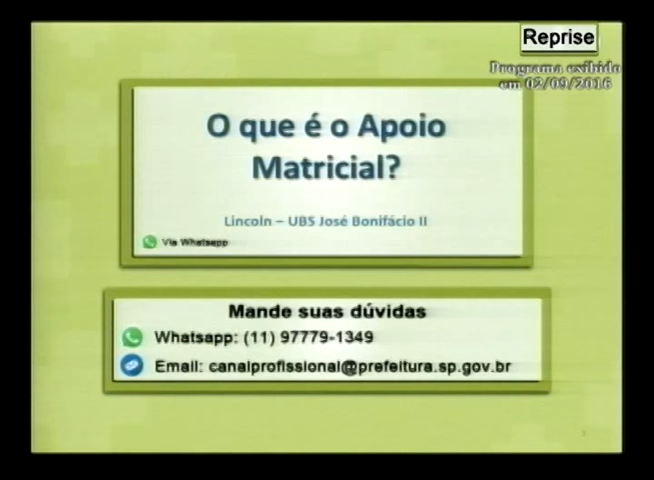 Reprise
Programa exibido
em 02/09/2016
O que é o Apoio
Matricial?
Lincoln – UBS José Bonifácio II
Via Whatsapp
Mande suas dúvidas
Whatsapp: (11) 97779-1349
Email: canalprofissional@prefeitura.sp.gov.br